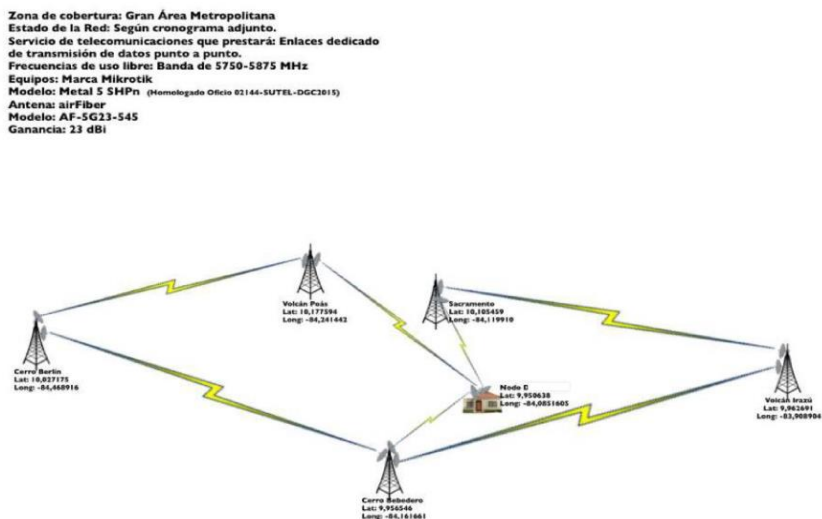 Zona de cobertura: Gran Área Metropolitana
Estado de la Red: Según cronograma adjunto.
Servicio de telecomunicaciones que prestará: Enlaces dedicado
de transmisión de datos punto a punto.
Frecuencias de uso libre: Banda de 5750-5875 MHz
Equipos: Marca Mikrotik
Modelo: Metal 5 SHPn (Homologado Oficio 02144-SUTEL-DGC2015)
Antena: airFiber
Modelo: AF-5G23-S45
Ganancia: 23 dBi
Volcán Poás
Lat: 10,177594
Long: -84,241442
Sacramento
Lat: 10,105459
Long: -84,119910
Cerro Berlín
Lat: 10,027175
Long: -84,468916
Nodo E
Lat: 9,950638
Long: -84,0851605
Volcán Irazú
Lat: 9,962691
Long: -83,908904
Cerro Bebedero
Lat: 9,956546
Long: -84,161661